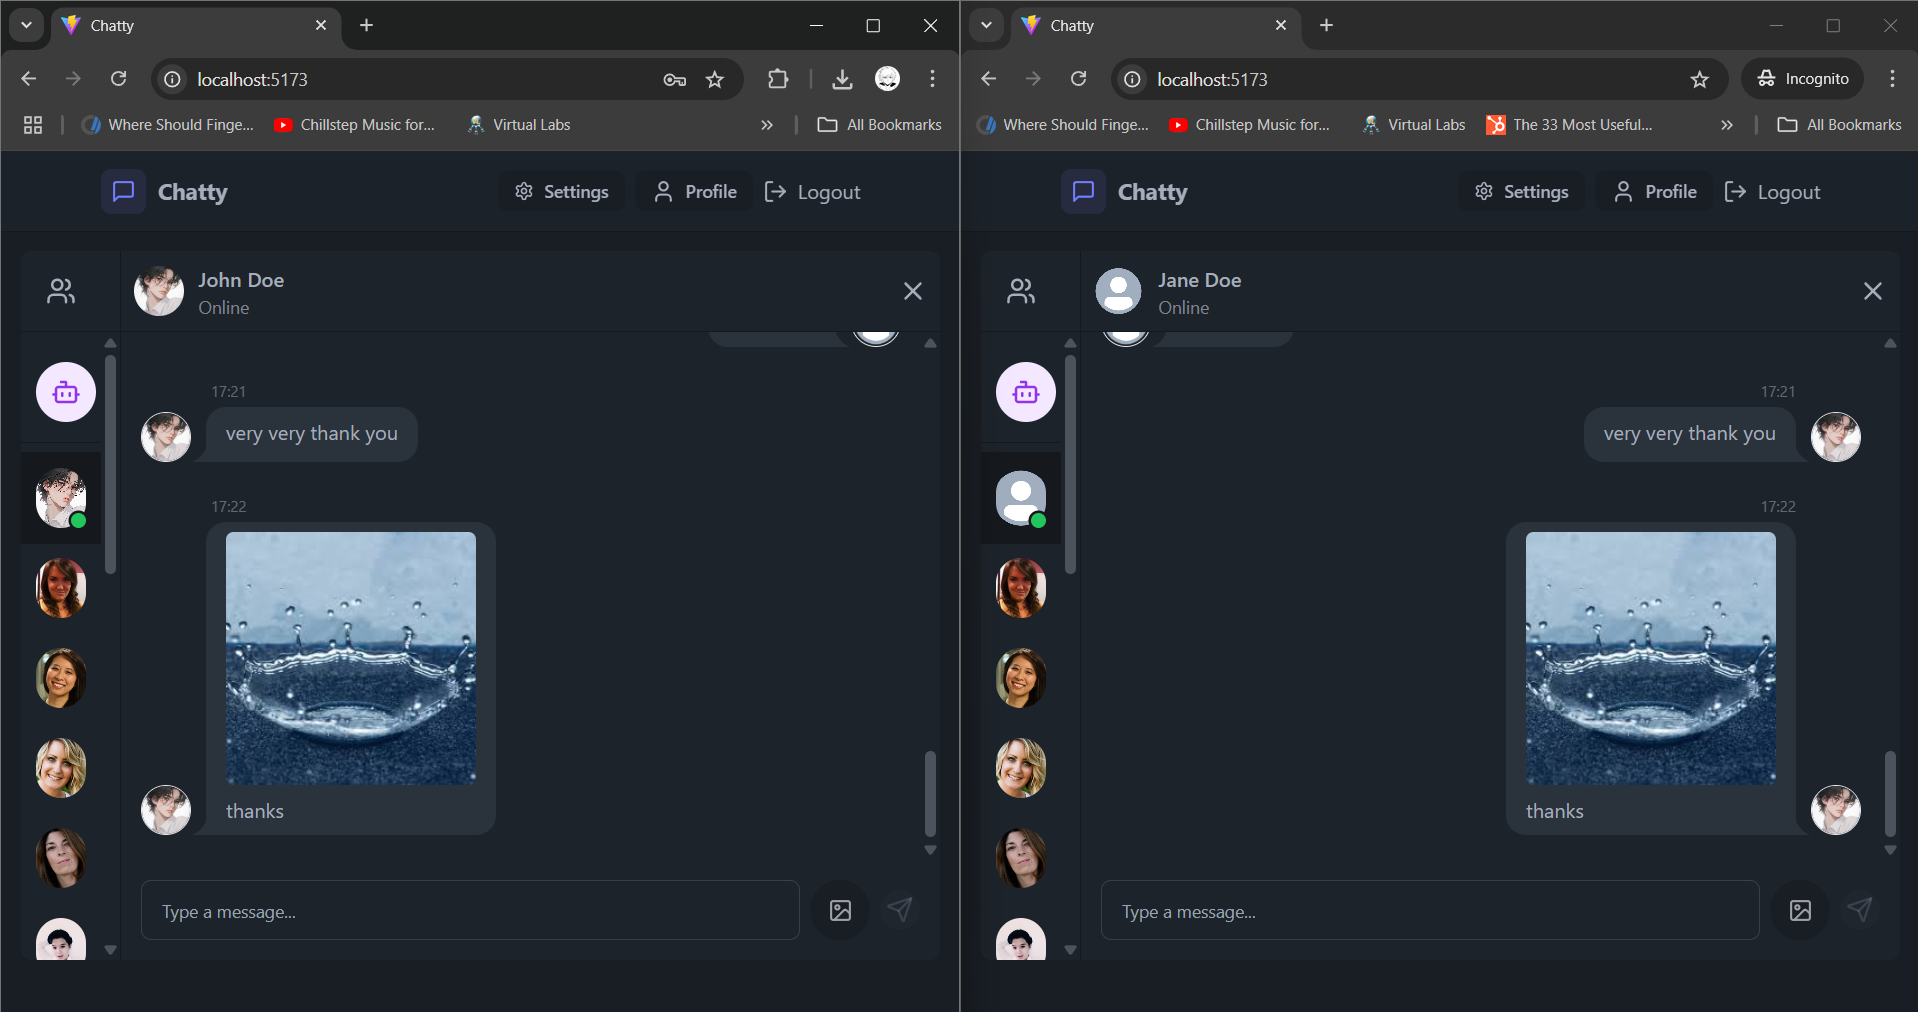 Chatty
localhost:5173
Where Should Finge...
Chillstep Music for...
Virtual Labs
All Bookmarks
Chatty
Settings
Profile
Logout
John Doe
Online
17:21
very very thank you
17:22
thanks
Type a message...
Chatty
localhost:5173
Incognito
Where Should Finge...
Chillstep Music for...
Virtual Labs
The 33 Most Useful...
All Bookmarks
Chatty
Settings
Profile
Logout
Jane Doe
Online
17:21
very very thank you
17:22
thanks
Type a message...